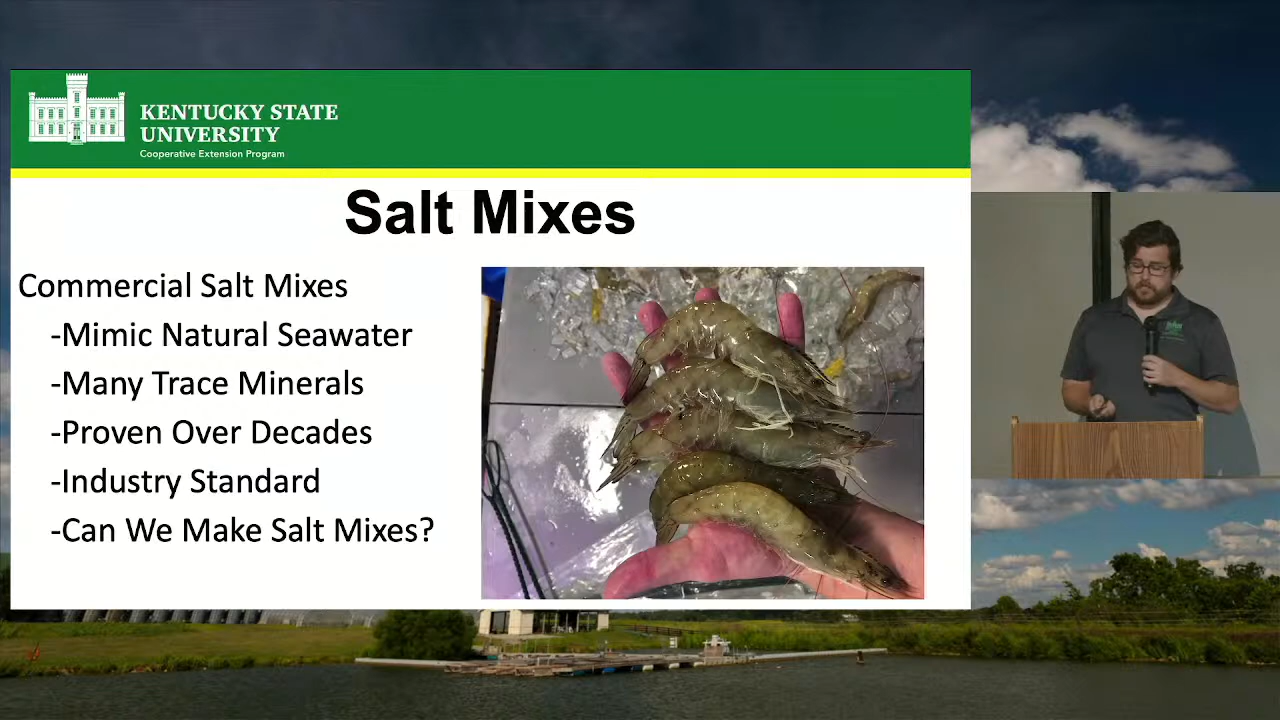 KENTUCKY STATE
UNIVERSITY
Cooperative Extension Program
Salt Mixes
Commercial Salt Mixes
-Mimic Natural Seawater
-Many Trace Minerals
-Proven Over Decades
-Industry Standard
-Can We Make Salt Mixes?